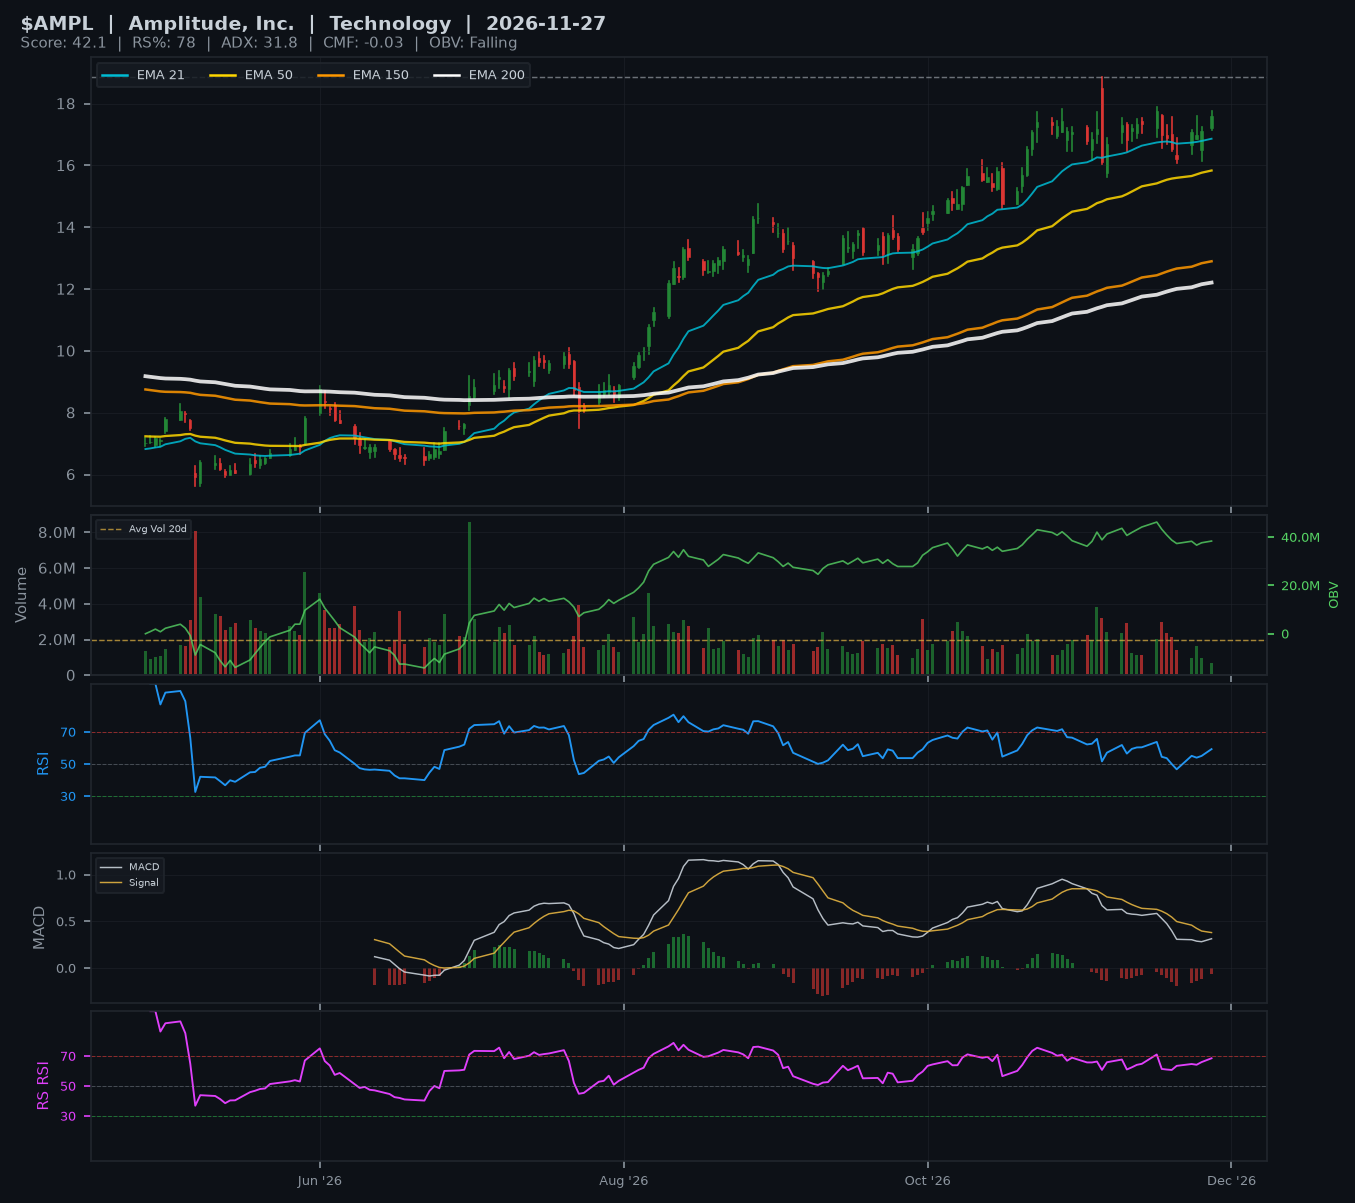 $AMPL | Amplitude, Inc. | Technology | 2026-11-27
Score: 42.1 | RS%: 78 | ADX: 31.8 | CMF: -0.03 | OBV: Falling
EMA 21 EMA 50 EMA 150 EMA 200
18
16
14
12
10
8
6
Avg Vol 20d
8.0M
6.0M
4.0M
2.0M
0
Volume
40.0M
20.0M
0
OBV
70
50
30
RSI
MACD
Signal
1.0
0.5
0.0
MACD
70
50
30
RS RSI
Jun '26
Aug '26
Oct '26
Dec '26